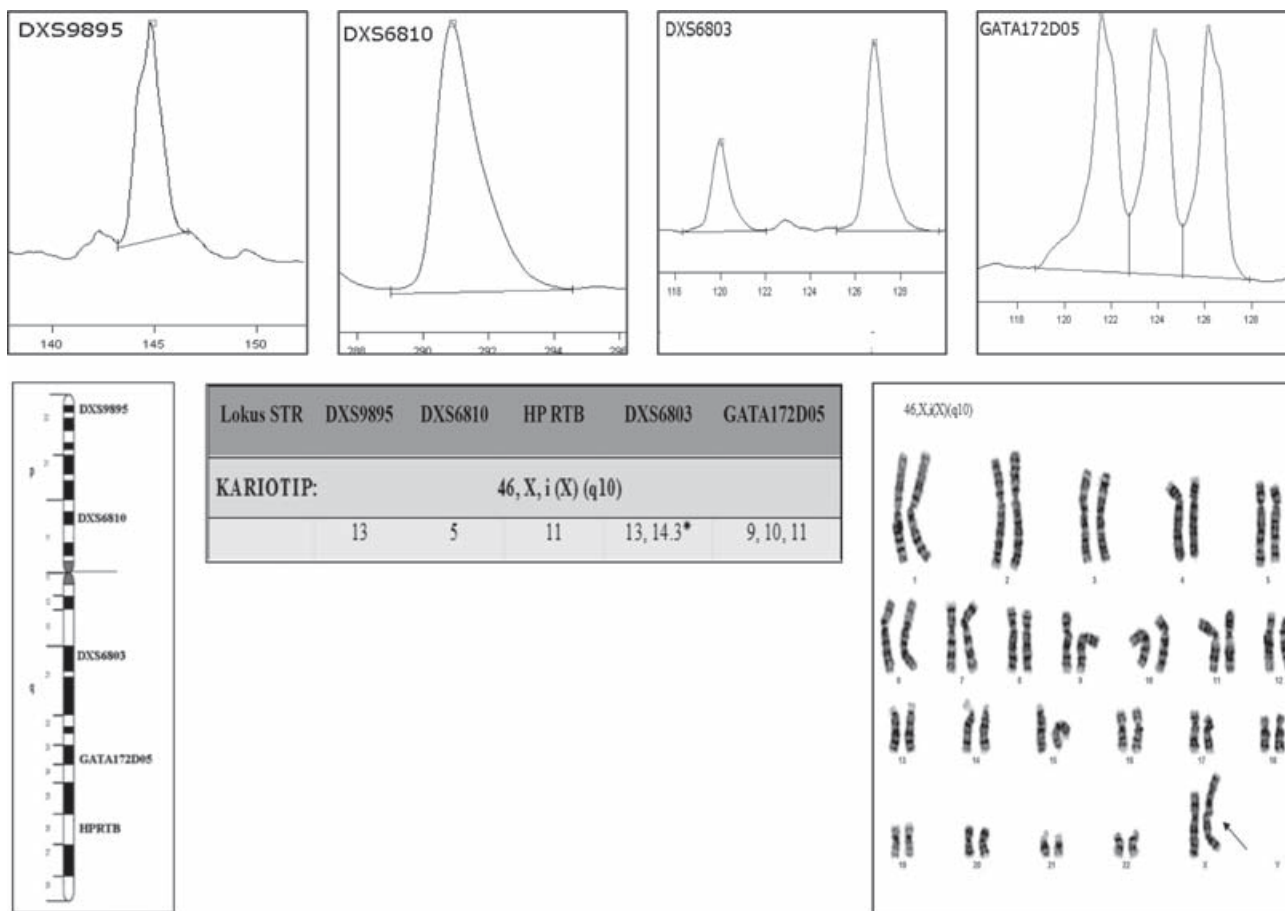 DXS9895
140 145 150
DXS6810
288 290 292 294 296
DXS6803
118 120 122 124 126 128
GATA172D05
118 120 122 124 126 128
DXS9895
p
DXS6810
DXS6803
q
GATA172D05
HPRTB
Lokus STR DXS9895 DXS6810 HP RTB DXS6803 GATA172D05
KARIOTIP: 46, X, i (X) (q10)
13 5 11 13, 14.3* 9, 10, 11
46,X,i(X)(q10)
1 2 3 4 5
6 7 8 9 10 11 12
13 14 15 16 17 18
19 20 21 22 X Y